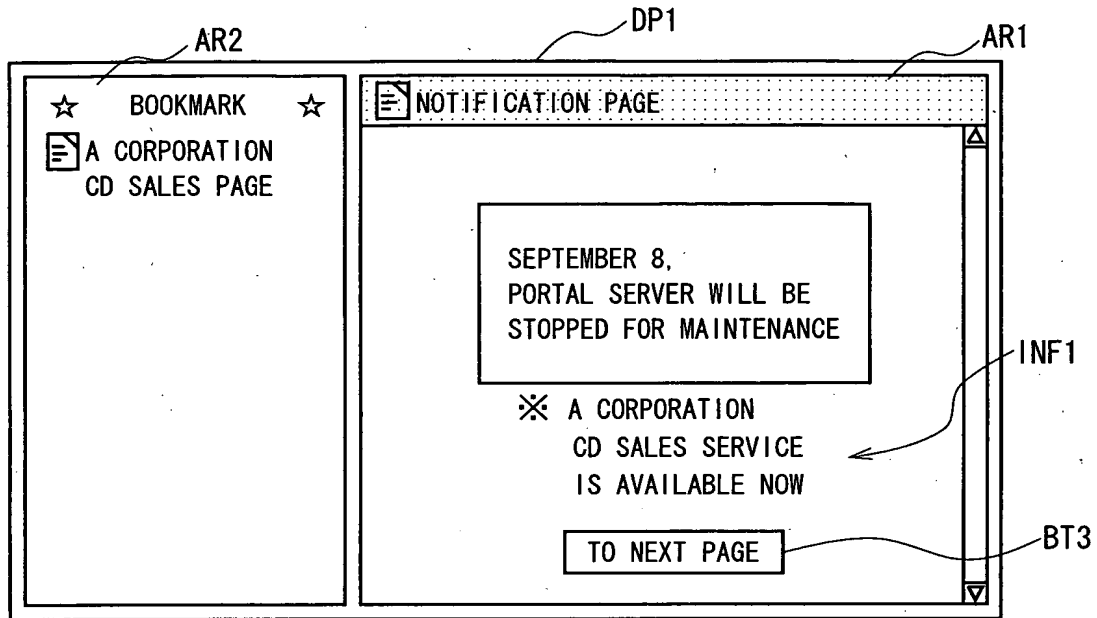 DP1
AR2
AR1
☆ BOOKMARK ☆
A CORPORATION
CD SALES PAGE
NOTIFICATION PAGE
SEPTEMBER 8,
PORTAL SERVER WILL BE
STOPPED FOR MAINTENANCE
INF1
※ A CORPORATION
CD SALES SERVICE
IS AVAILABLE NOW
TO NEXT PAGE
BT3